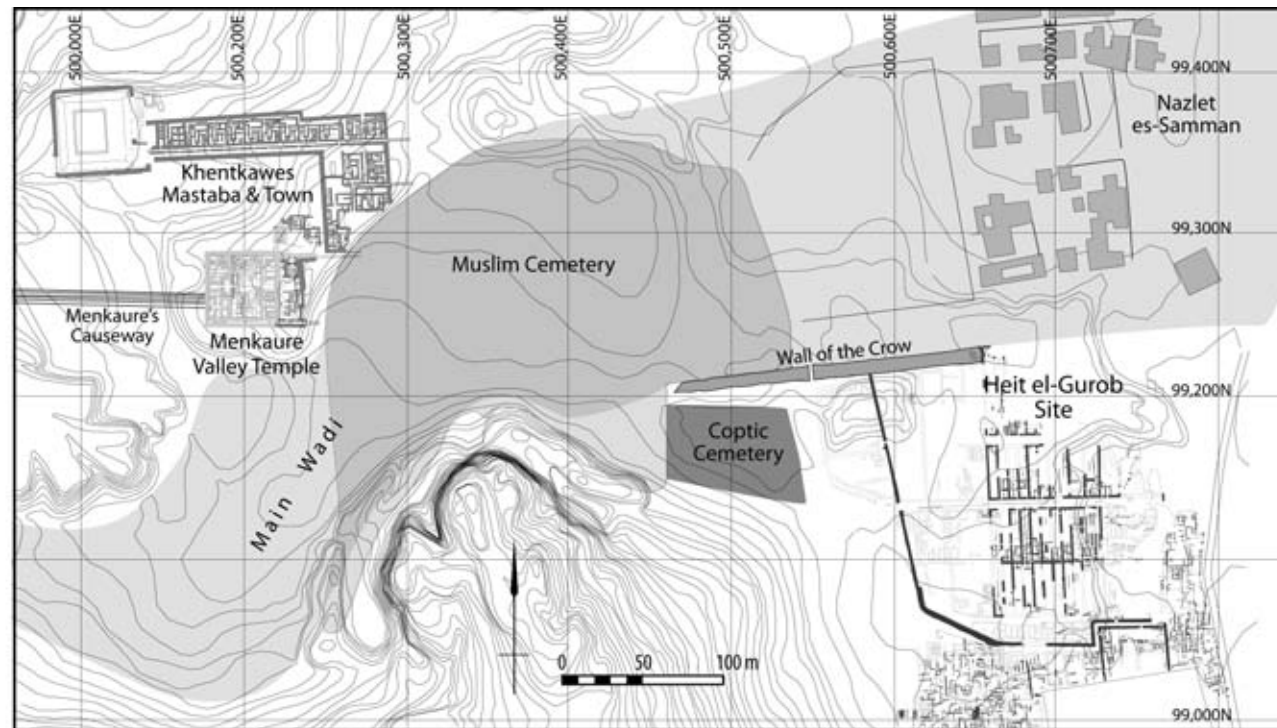 500,000E
500,200E
500,300E
500,400E
500,500E
500,600E
500,700E
99,400N
Nazlet
es-Samman
Khentkawes
Mastaba & Town
99,300N
Muslim Cemetery
Menkaure's
Causeway
Menkaure
Valley Temple
Wall of the Crow
Heit el-Gurob
Site
99,200N
Coptic
Cemetery
Main Wadi
0 50 100 m
99,000N